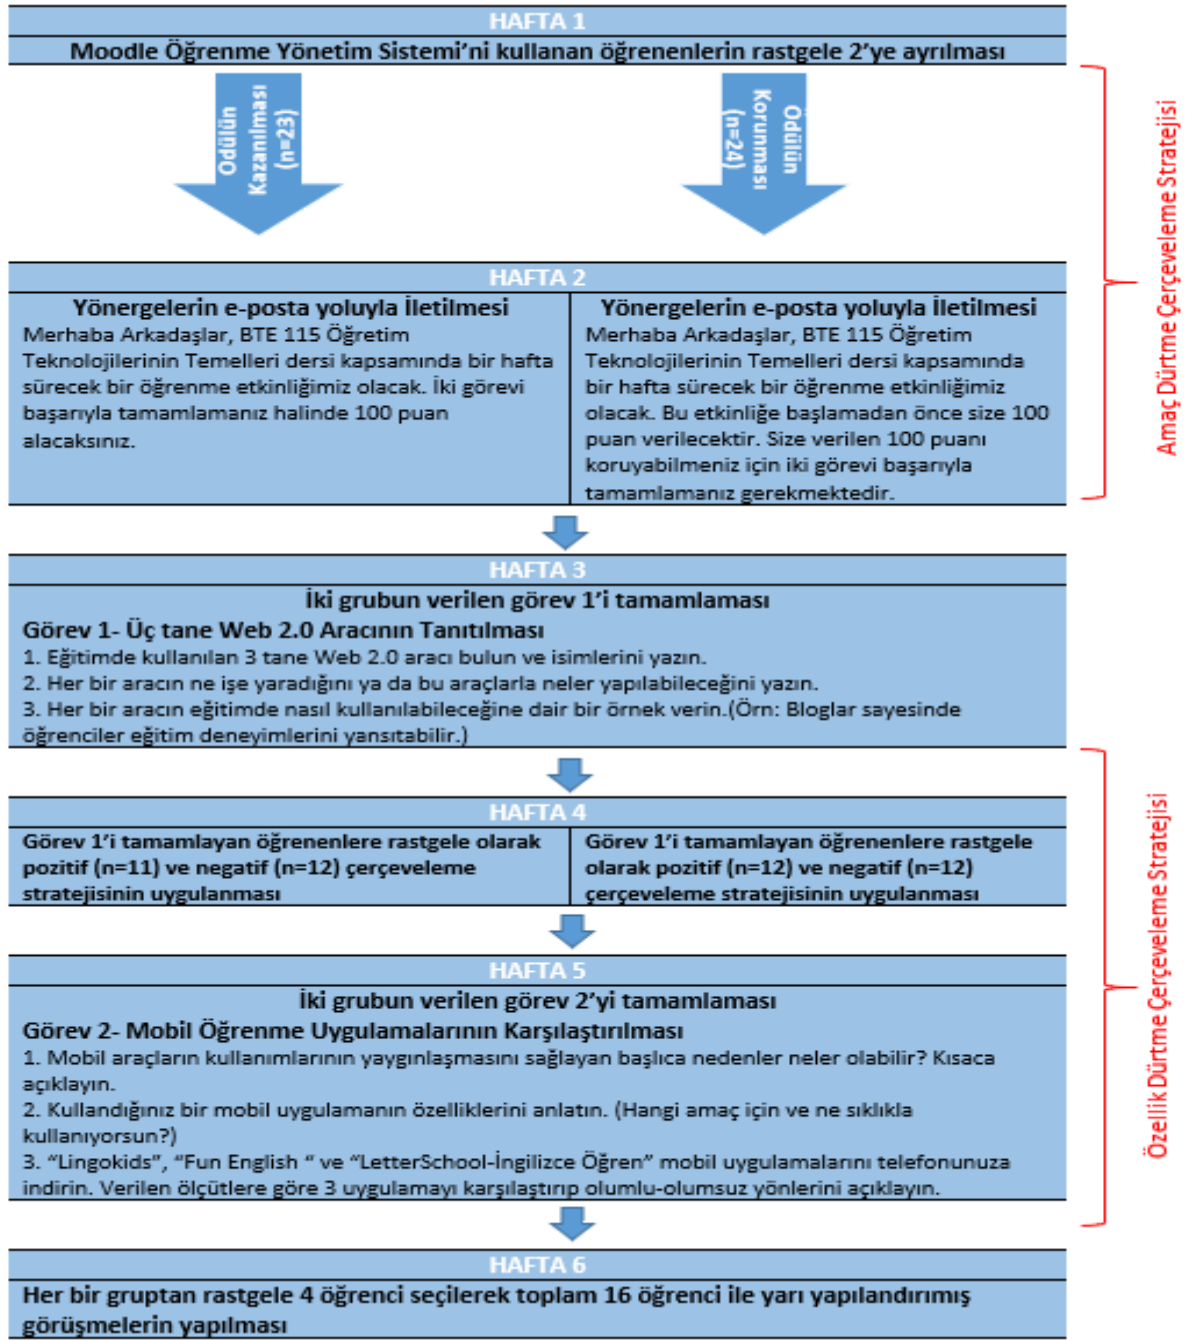 HAFTA 1
Moodle Öğrenme Yönetim Sistemi’ni kullanan öğrenenlerin rastgele 2’ye ayrılması
Ödülün
Kazanılması
(n=23)
Ödülün
Korunması
(n=24)
Amaç Dürtme Çerçeveleme Stratejisi
HAFTA 2
Yönergelerin e-posta yoluyla İletilmesi
Merhaba Arkadaşlar, BTE 115 Öğretim
Teknolojilerinin Temelleri dersi kapsamında bir hafta
sürecek bir öğrenme etkinliğimiz olacak. İki görevi
başarıyla tamamlamanız halinde 100 puan
alacaksınız.
Yönergelerin e-posta yoluyla İletilmesi
Merhaba Arkadaşlar, BTE 115 Öğretim
Teknolojilerinin Temelleri dersi kapsamında
bir hafta sürecek bir öğrenme etkinliğimiz
olacak. Bu etkinliğe başlamadan önce size 100
puan verilecektir. Size verilen 100 puanı
koruyabilmeniz için iki görevi başarıyla
tamamlamanız gerekmektedir.
HAFTA 3
İki grubun verilen görev 1’i tamamlaması
Görev 1- Üç tane Web 2.0 Aracının Tanıtılması
1. Eğitimde kullanılan 3 tane Web 2.0 aracı bulun ve isimlerini yazın.
2. Her bir aracın ne işe yaradığını ya da bu araçlarla neler yapılabileceğini yazın.
3. Her bir aracın eğitimde nasıl kullanılabileceğine dair bir örnek verin.(Örn: Bloglar sayesinde
öğrenciler eğitim deneyimlerini yansıtabilir.)
Özellik Dürtme Çerçeveleme Stratejisi
HAFTA 4
Görev 1’i tamamlayan öğrenenlere rastgele olarak
pozitif (n=11) ve negatif (n=12) çerçeveleme
stratejisinin uygulanması
Görev 1’i tamamlayan öğrenenlere rastgele
olarak pozitif (n=12) ve negatif (n=12)
çerçeveleme stratejisinin uygulanması
HAFTA 5
İki grubun verilen görev 2’yi tamamlaması
Görev 2- Mobil Öğrenme Uygulamalarının Karşılaştırılması
1. Mobil araçların kullanımlarının yaygınlaşmasını sağlayan başlıca nedenler neler olabilir? Kısaca
açıklayın.
2. Kullandığınız bir mobil uygulamanın özelliklerini anlatın. (Hangi amaç için ve ne sıklıkla
kullanıyorsun?)
3. “Lingokids”, “Fun English “ ve “LetterSchool-İngilizce Öğren” mobil uygulamalarını telefonunuza
indirin. Verilen ölçütlere göre 3 uygulamayı karşılaştırıp olumlu-olumsuz yönlerini açıklayın.
HAFTA 6
Her bir gruptan rastgele 4 öğrenci seçilerek toplam 16 öğrenci ile yarı yapılandırımış
görüşmelerin yapılması